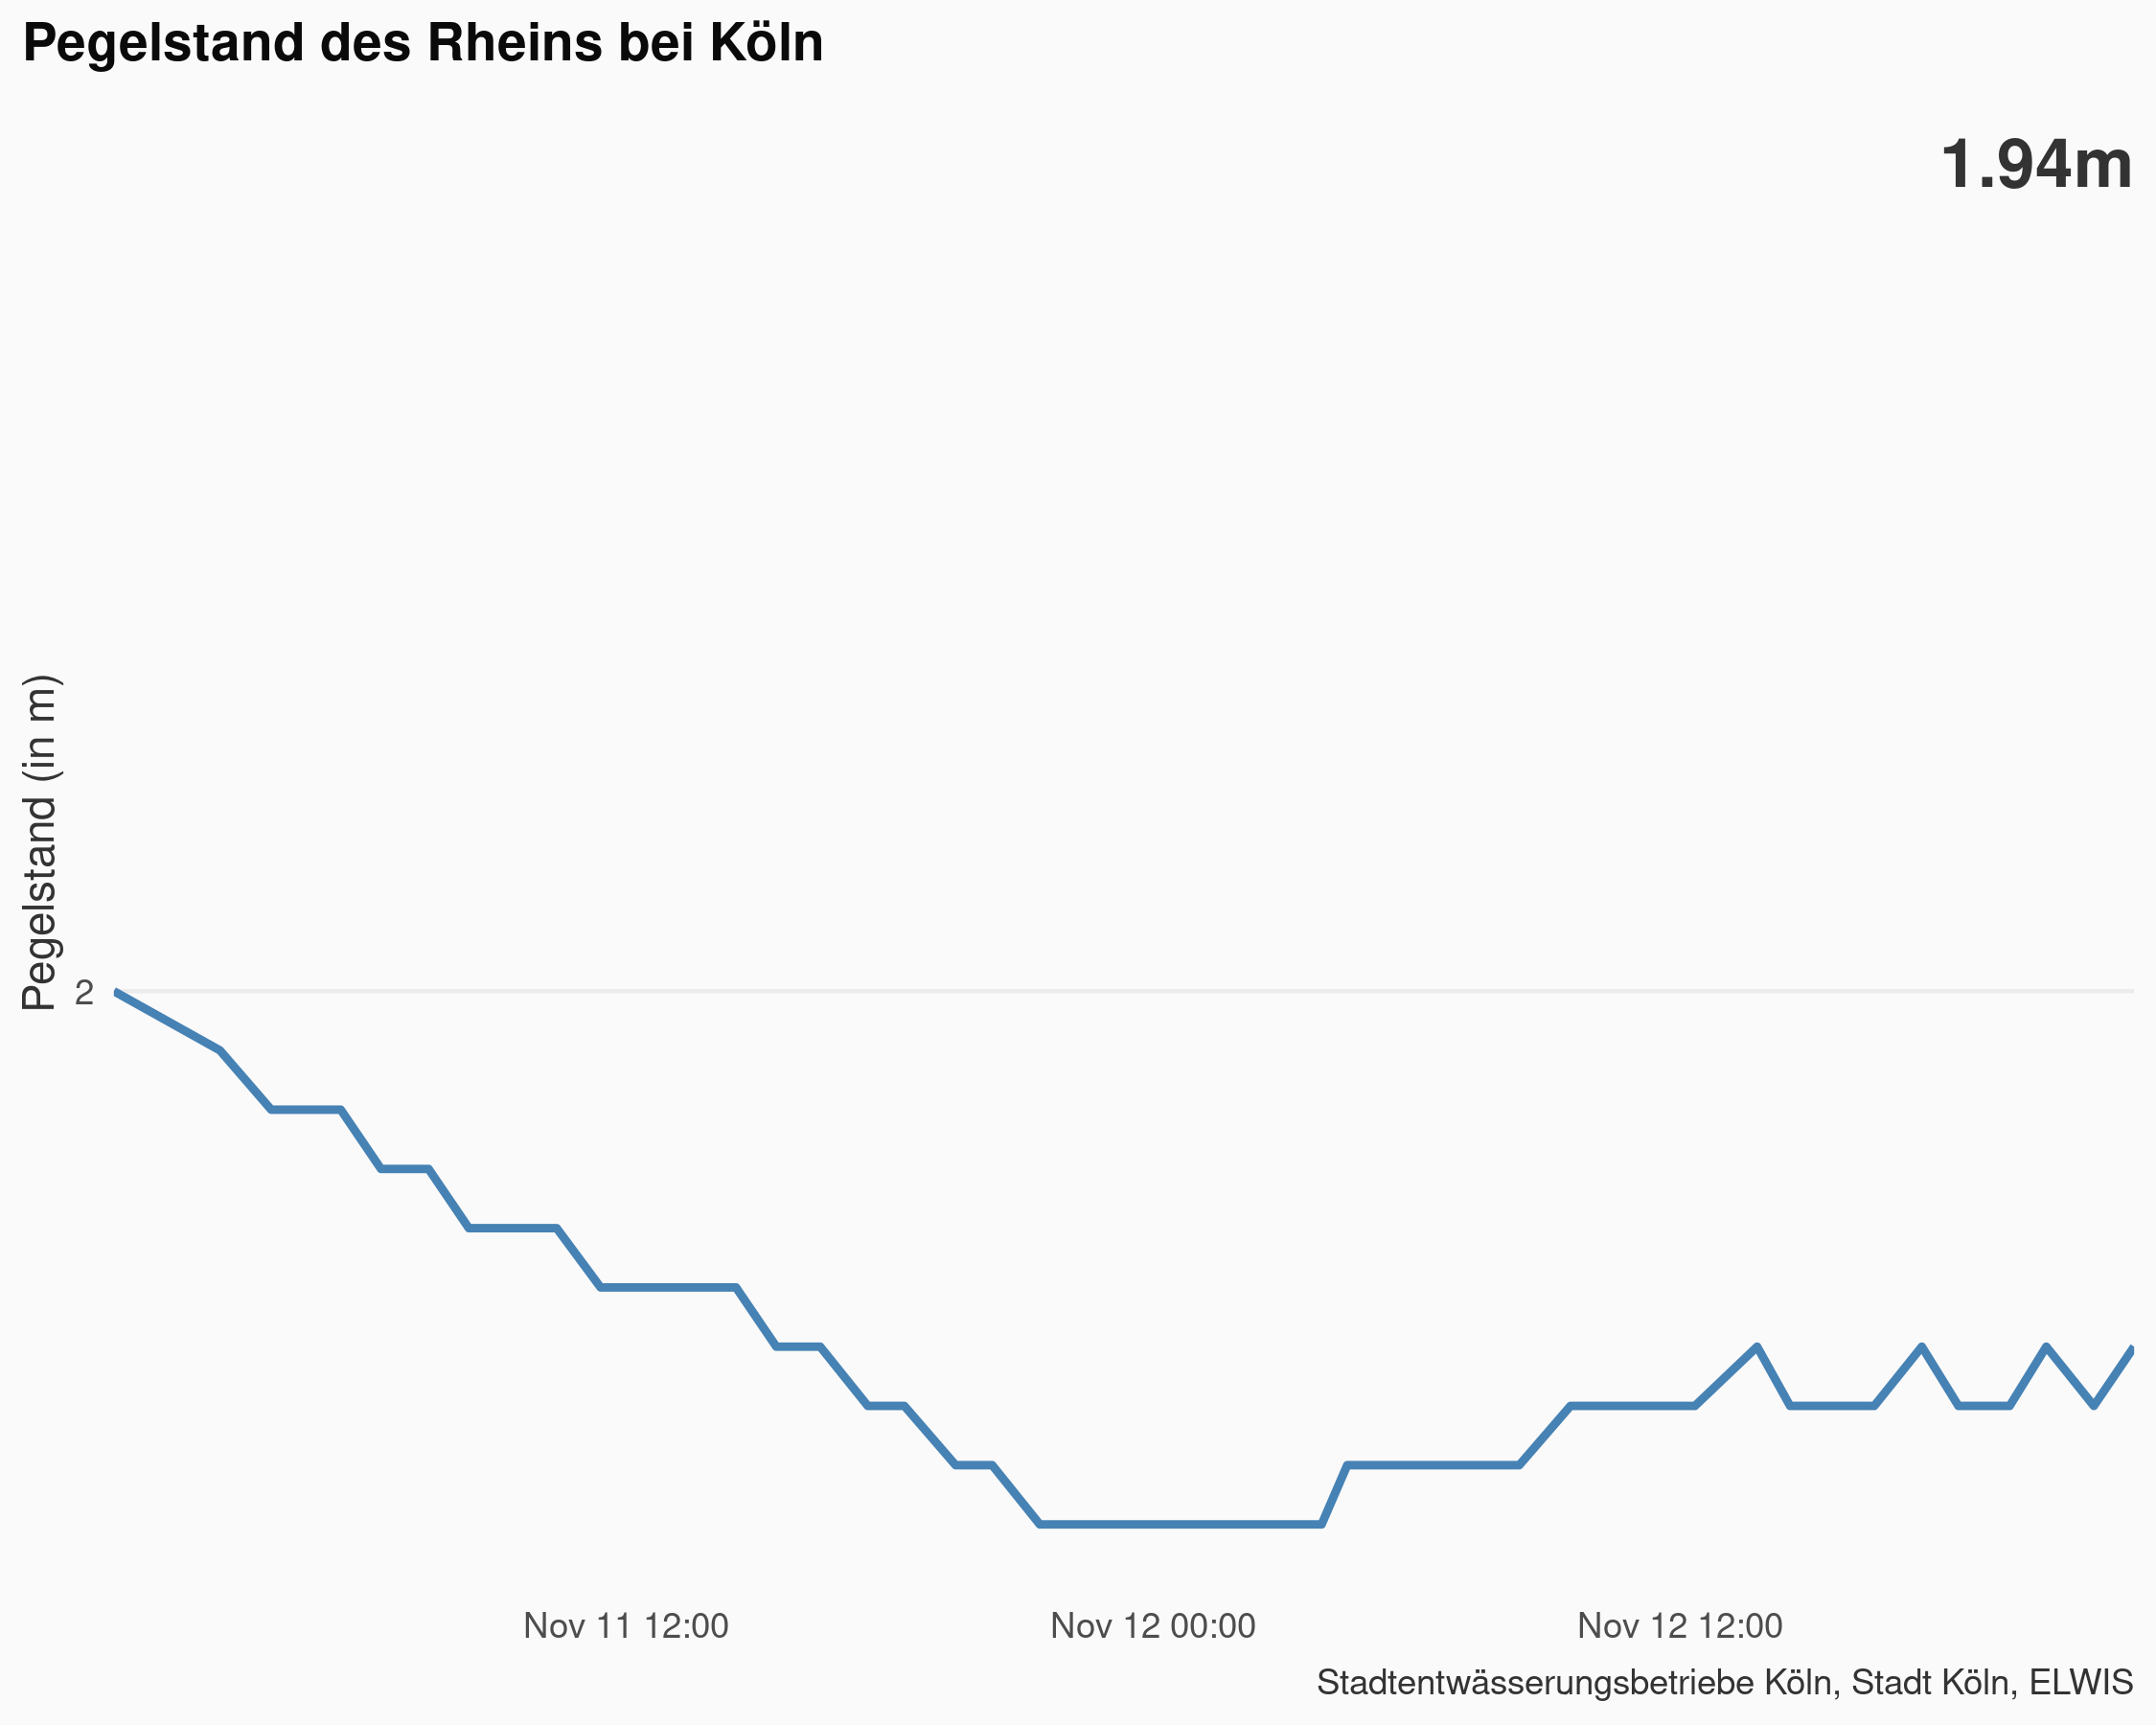 Pegelstand des Rheins bei Köln
1.94m
Pegelstand (in m)
2
Nov 11 12:00
Nov 12 00:00
Nov 12 12:00
Stadtentwässerungsbetriebe Köln, Stadt Köln, ELWIS